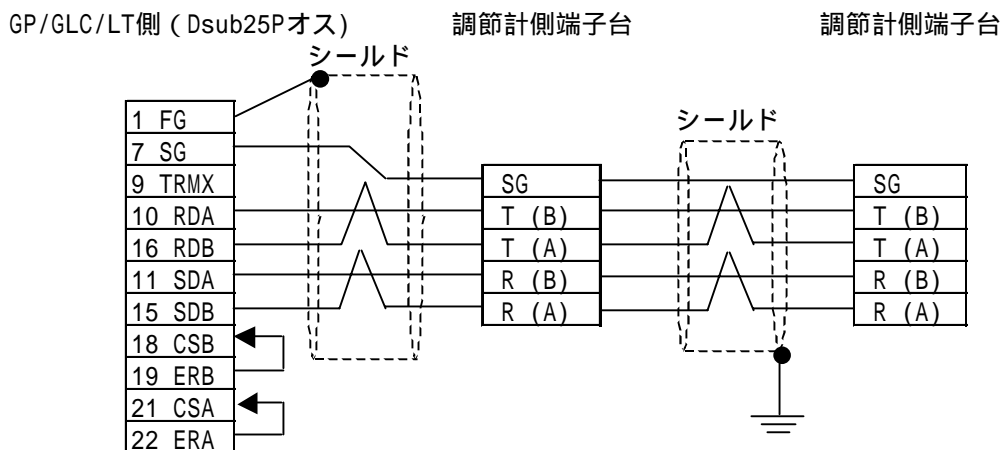 GP/GLC/LT側（Dsub25Pオス)
調節計側端子台
調節計側端子台
シールド
シールド
1 FG
7 SG
9 TRMX
10 RDA
16 RDB
11 SDA
15 SDB
18 CSB
19 ERB
21 CSA
22 ERA
SG
T (B)
T (A)
R (B)
R (A)
SG
T (B)
T (A)
R (B)
R (A)